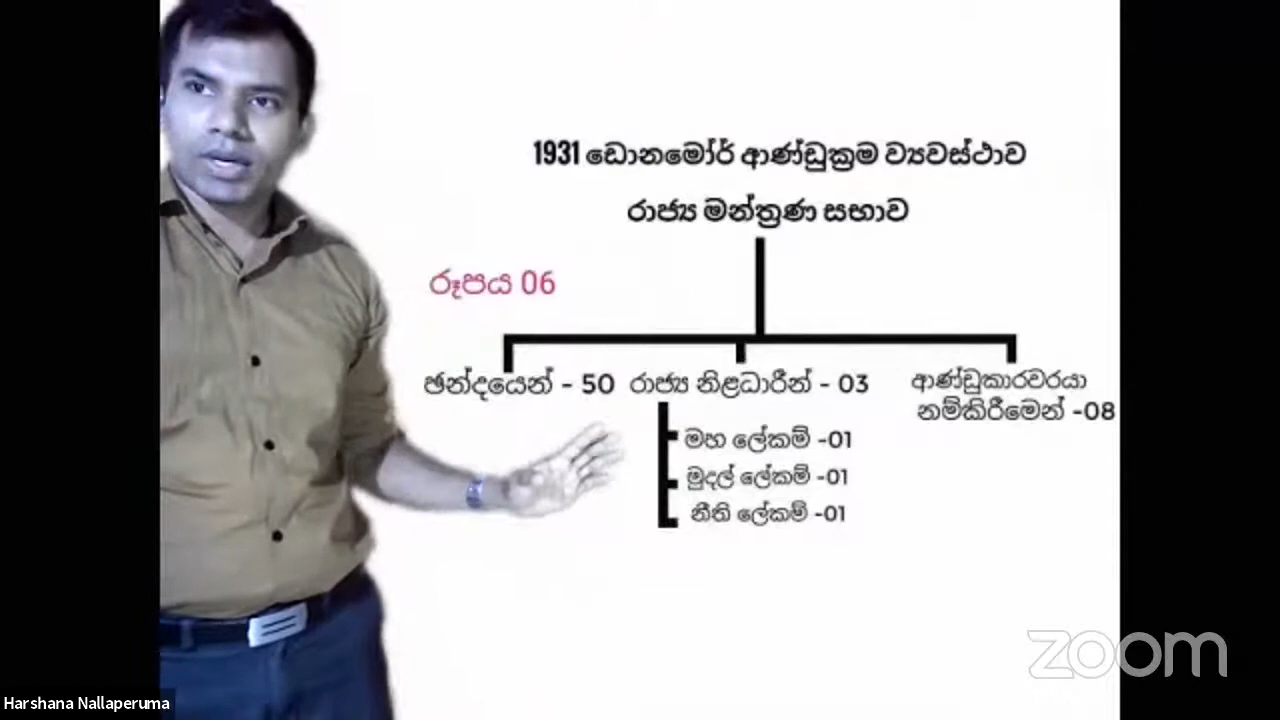 1931 ඩොනමෝර් ආණ්ඩුක්‍රම ව්‍යවස්ථාව
රාජ්‍ය මන්ත්‍රණ සභාව
රූපය 06
ඡන්දයෙන් - 50
රාජ්‍ය නිළධාරීන් - 03
ආණ්ඩුකාරවරයා
නම්කිරීමෙන් -08
මහ ලේකම් -01
මුදල් ලේකම් -01
නීති ලේකම් -01
zoom
Harshana Nallaperuma